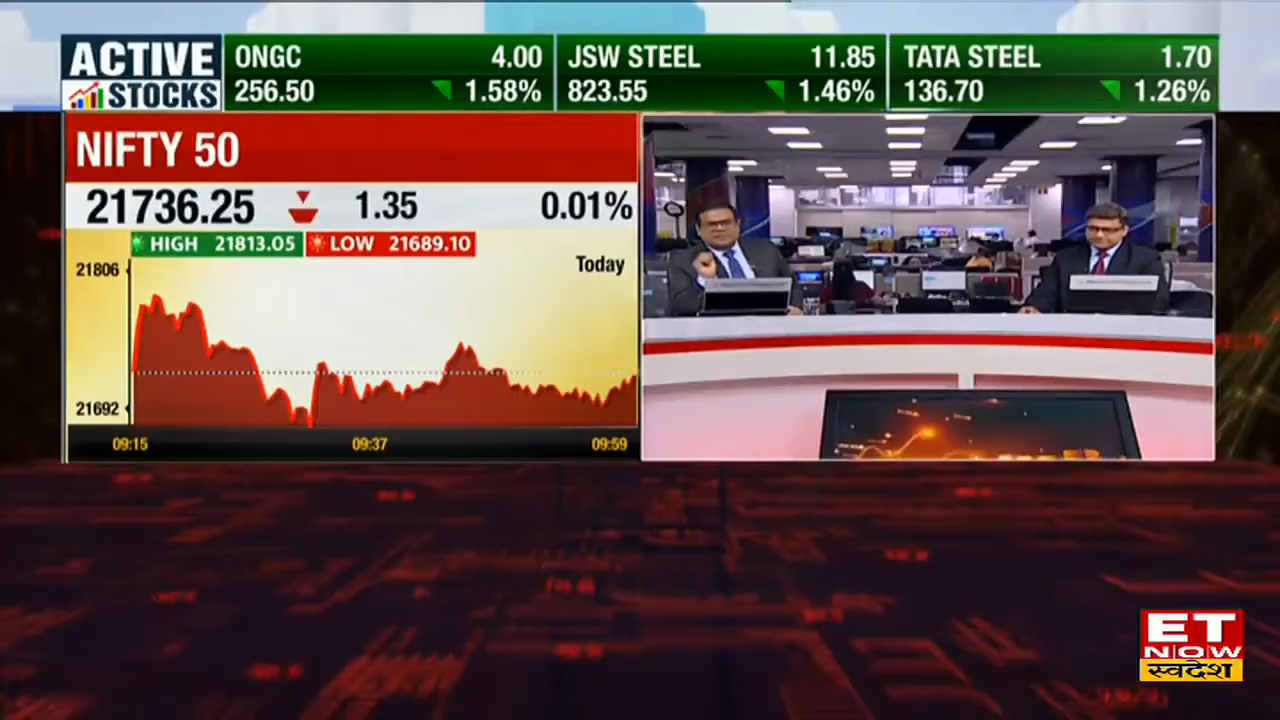 ACTIVE STOCKS
ONGC 4.00
256.50 1.58%
JSW STEEL 11.85
823.55 1.46%
TATA STEEL 1.70
136.70 1.26%
NIFTY 50
21736.25 1.35 0.01%
HIGH 21813.05 LOW 21689.10
Today
21806
21692
09:15 09:37 09:59
ET
NOW
स्वदेश